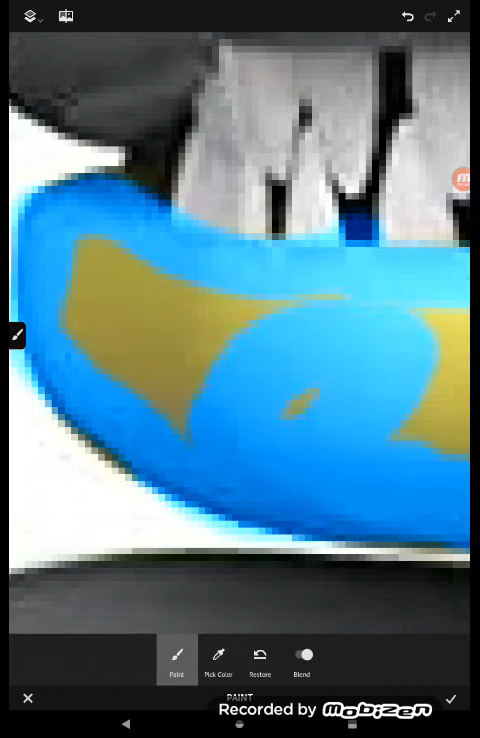 Paint
Pick Color
Restore
Blend
PAINT
Recorded by Mobizen